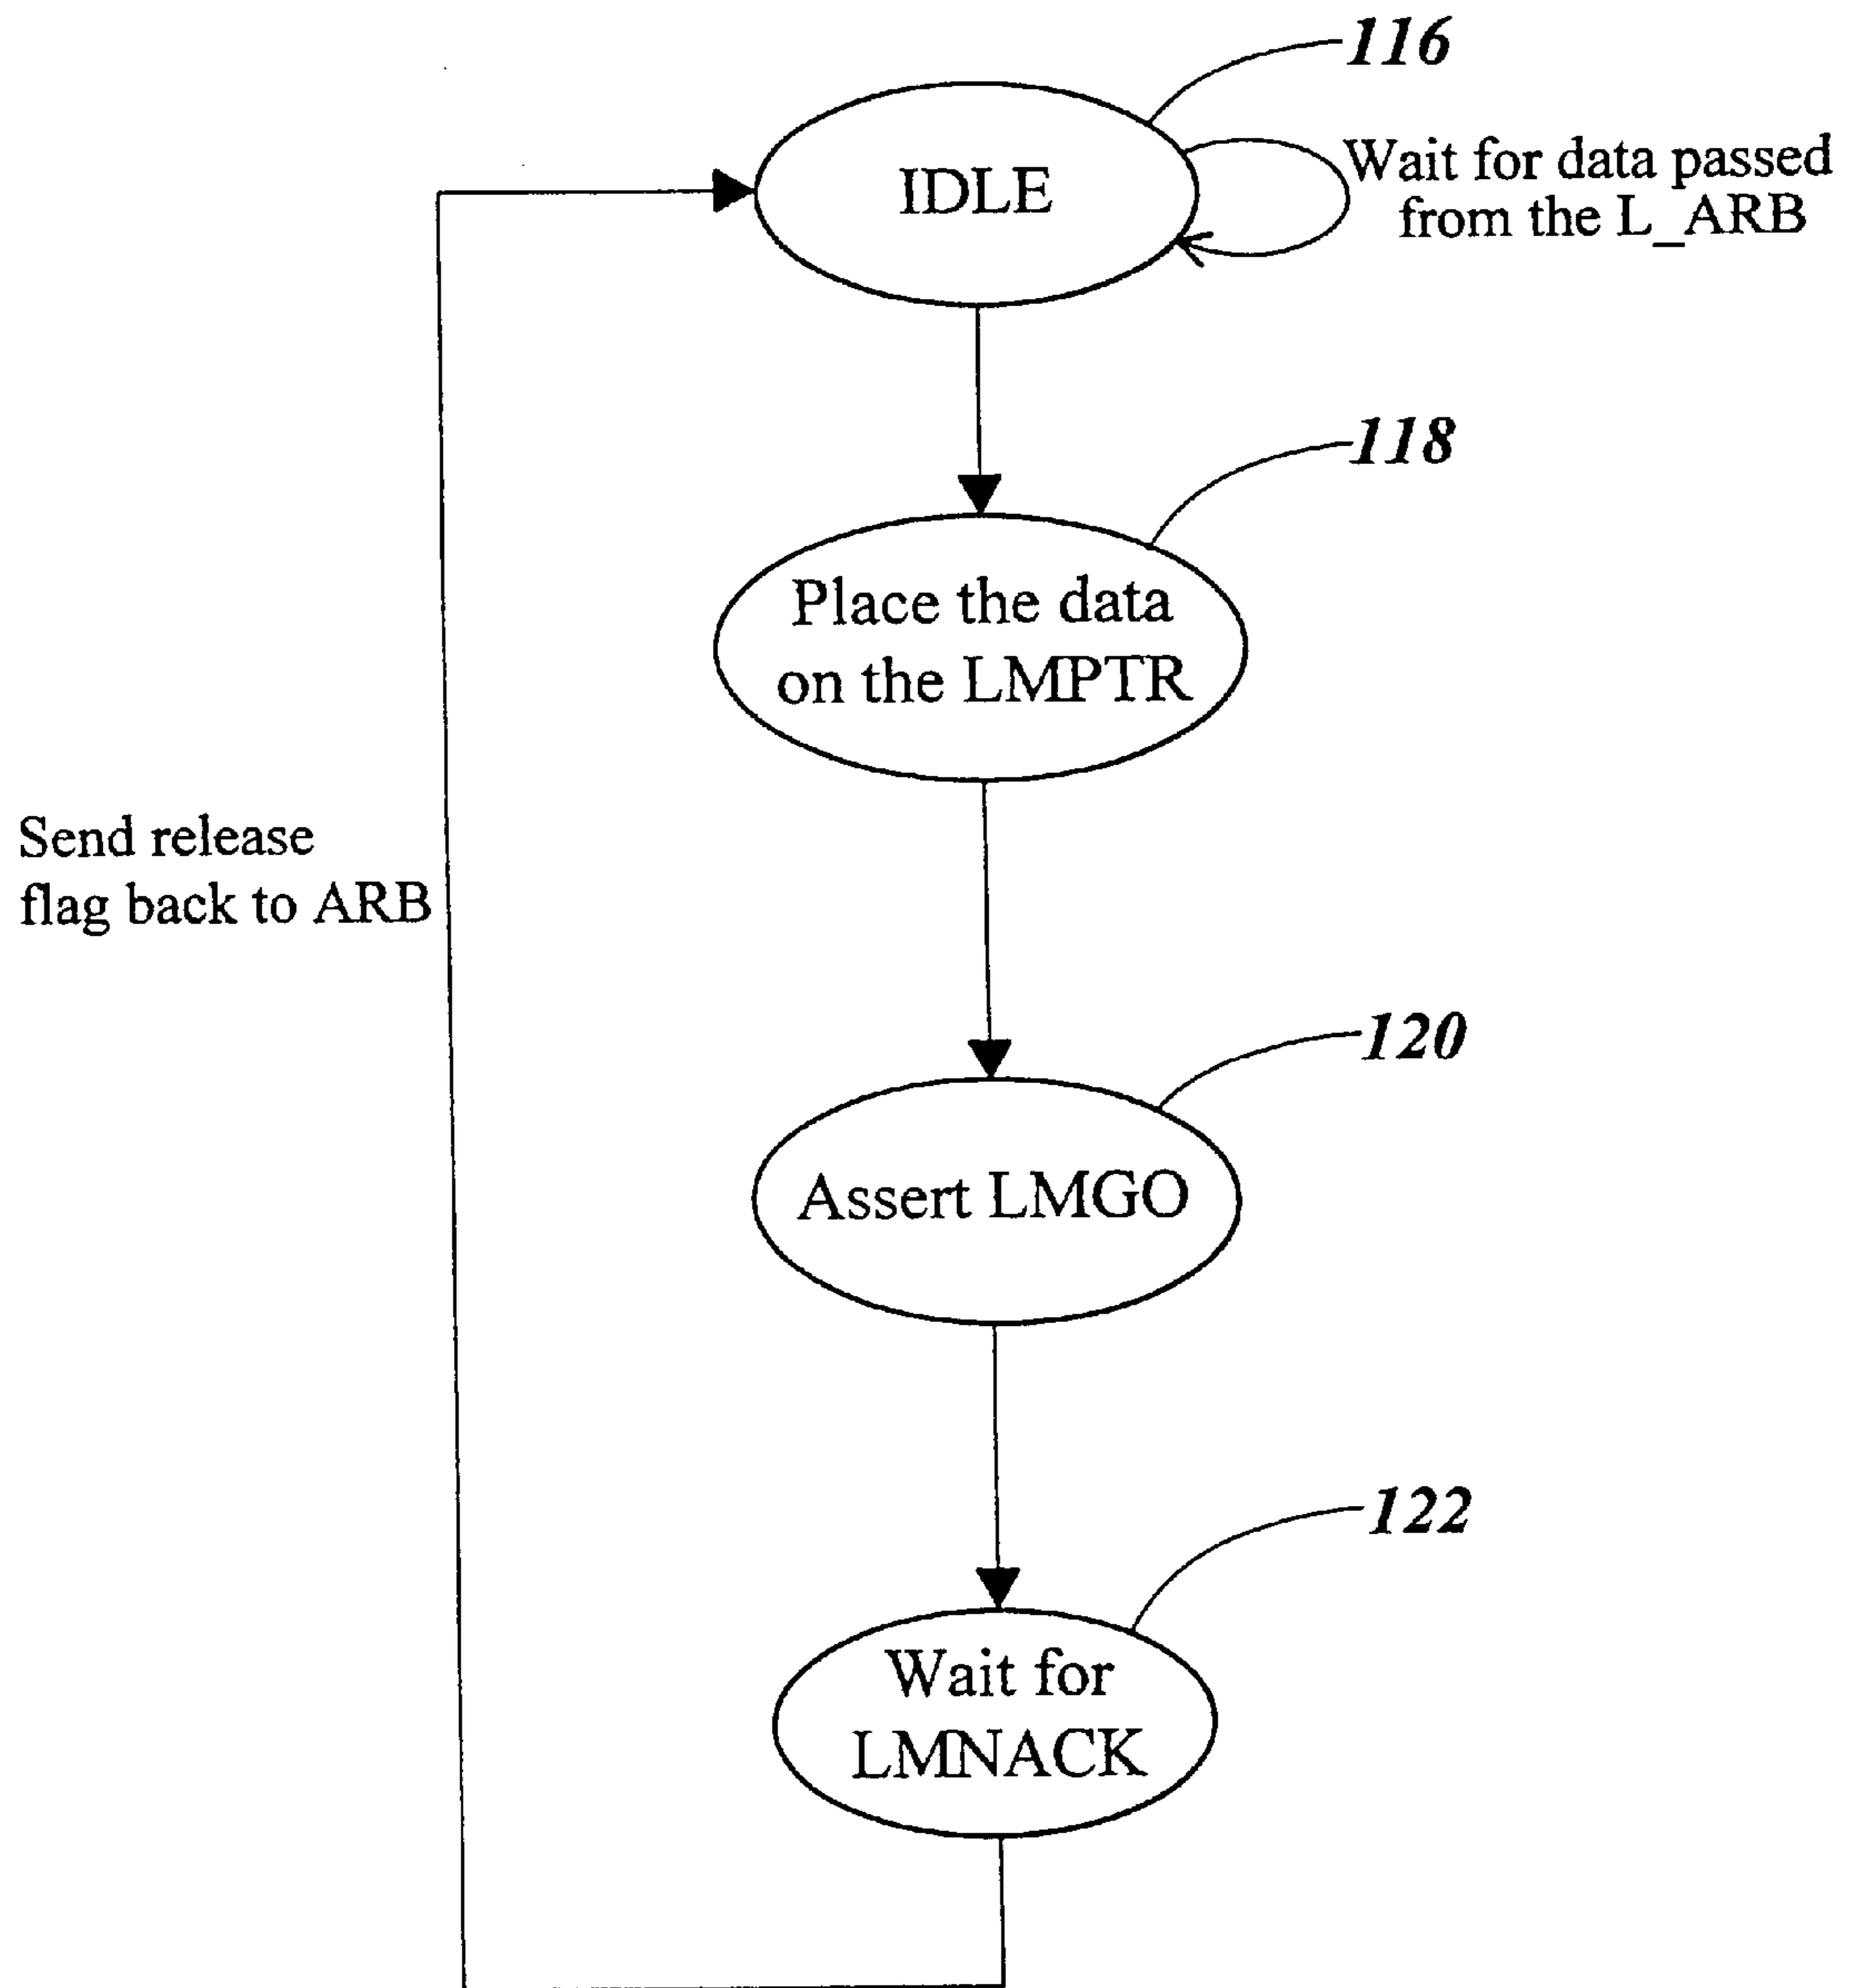 116
IDLE
Wait for data passed
from the L_ARB
118
Place the data
on the LMPTR
Send release
flag back to ARB
120
Assert LMGO
122
Wait for
LMNACK